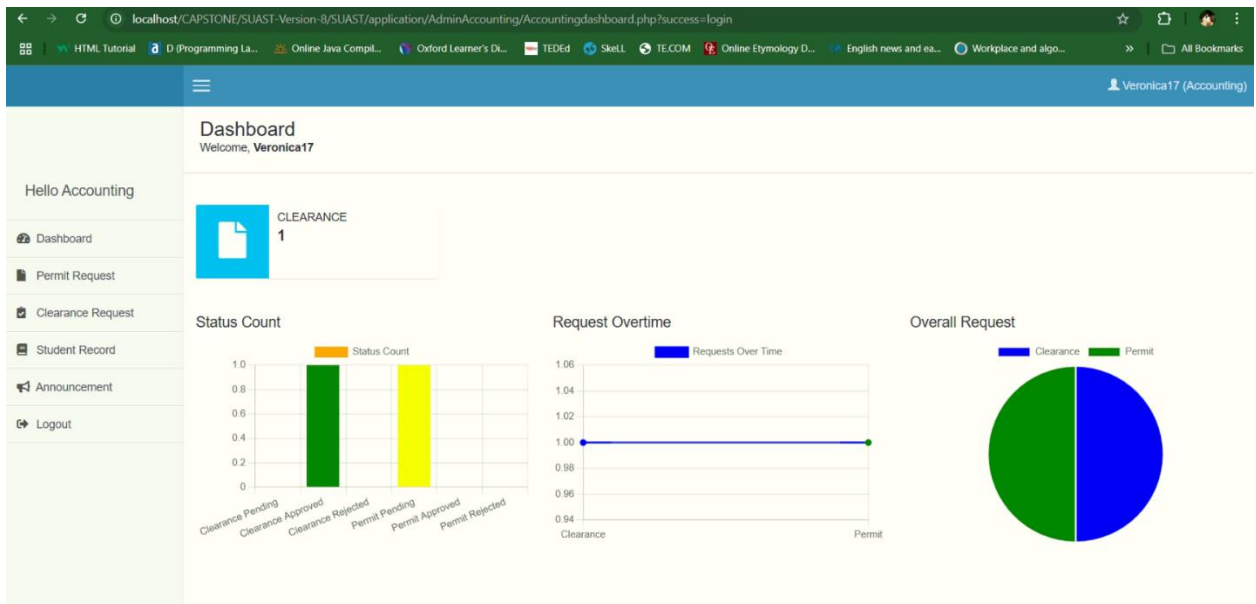 localhost/CAPSTONE/SUAST-Version-8/SUAST/application/AdminAccounting/Accountingdashboard.php?success=login
HTML Tutorial D (Programming La... Online Java Compil... Oxford Learner's Di... TEDEd SkeLL TE.COM Online Etymology D... English news and ea... Workplace and algo... » All Bookmarks
Veronica17 (Accounting)
Dashboard
Welcome, Veronica17
Hello Accounting
Dashboard
Permit Request
Clearance Request
Student Record
Announcement
Logout
CLEARANCE
1
Status Count
Status Count
1.0
0.8
0.6
0.4
0.2
0
Clearance Pending
Clearance Approved
Clearance Rejected
Permit Pending
Permit Approved
Permit Rejected
Request Overtime
Requests Over Time
1.06
1.04
1.02
1.00
0.98
0.96
0.94
Clearance Permit
Overall Request
Clearance Permit